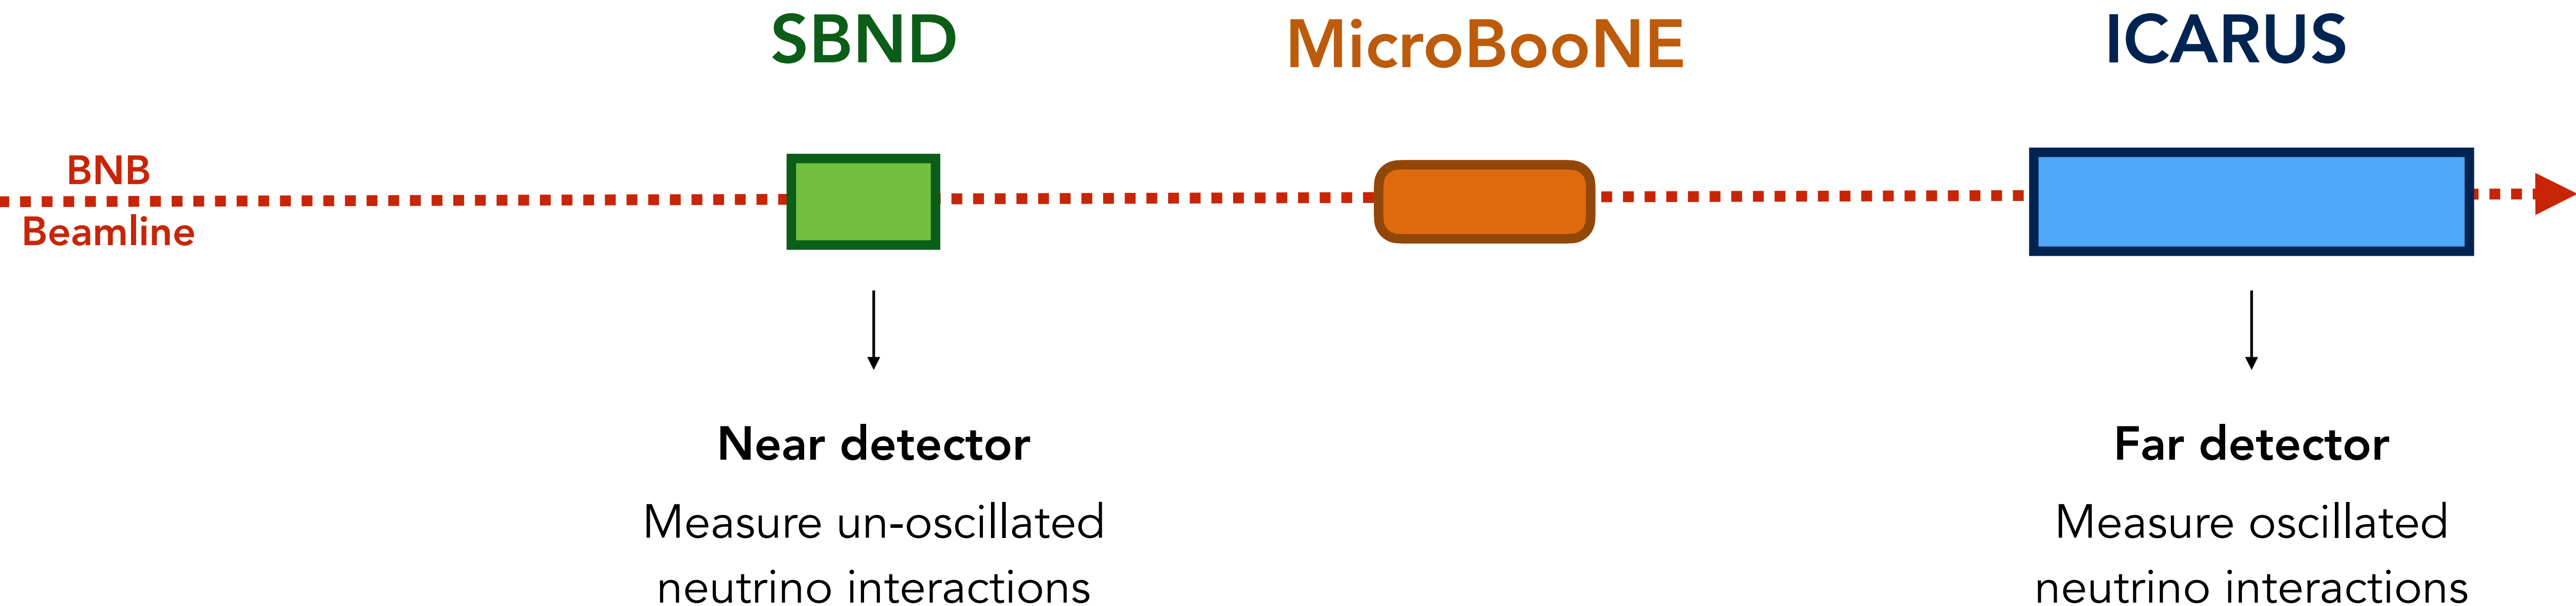 SBND
MicroBooNE
ICARUS
BNB
Beamline
Near detector
Measure un-oscillated
neutrino interactions
Far detector
Measure oscillated
neutrino interactions